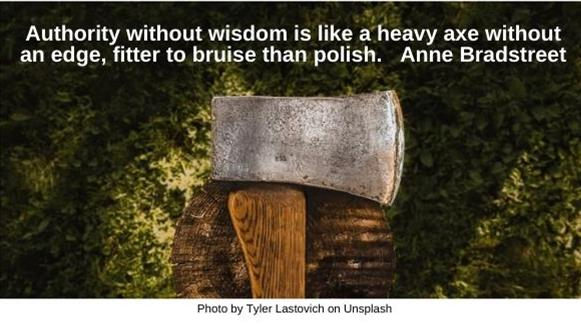 Authority without wisdom is like a heavy axe without
an edge, fitter to bruise than polish.   Anne Bradstreet
Photo by Tyler Lastovich on Unsplash